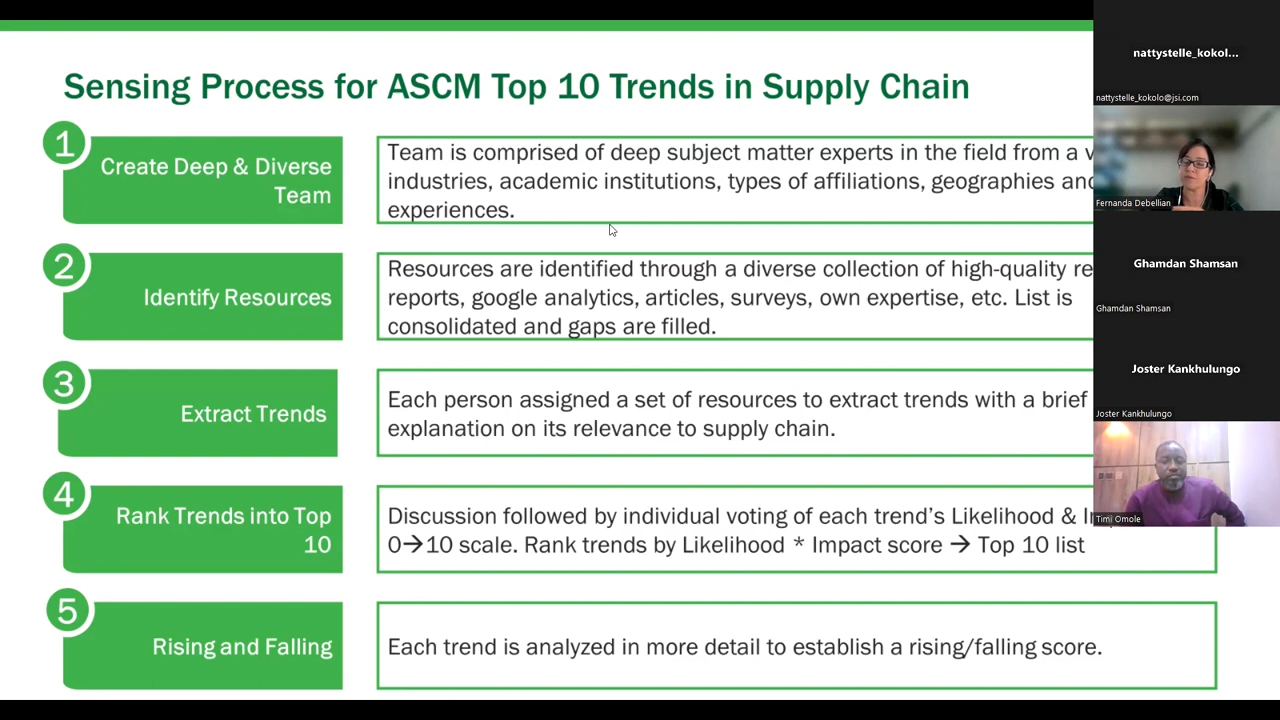 Sensing Process for ASCM Top 10 Trends in Supply Chain
1
Create Deep & Diverse
Team
Team is comprised of deep subject matter experts in the field from a
industries, academic institutions, types of affiliations, geographies and
experiences.
2
Identify Resources
Resources are identified through a diverse collection of high-quality
reports, google analytics, articles, surveys, own expertise, etc. List is
consolidated and gaps are filled.
3
Extract Trends
Each person assigned a set of resources to extract trends with a brief
explanation on its relevance to supply chain.
4
Rank Trends into Top
10
Discussion followed by individual voting of each trend's Likelihood &
0→10 scale. Rank trends by Likelihood * Impact score → Top 10 list
5
Rising and Falling
Each trend is analyzed in more detail to establish a rising/falling score.
nattystelle_kokol...
nattystelle_kokolo@jsi.com
Fernanda Debellian
Ghamdan Shamsan
Ghamdan Shamsan
Joster Kankhulungo
Joster Kankhulungo
Timi Omole